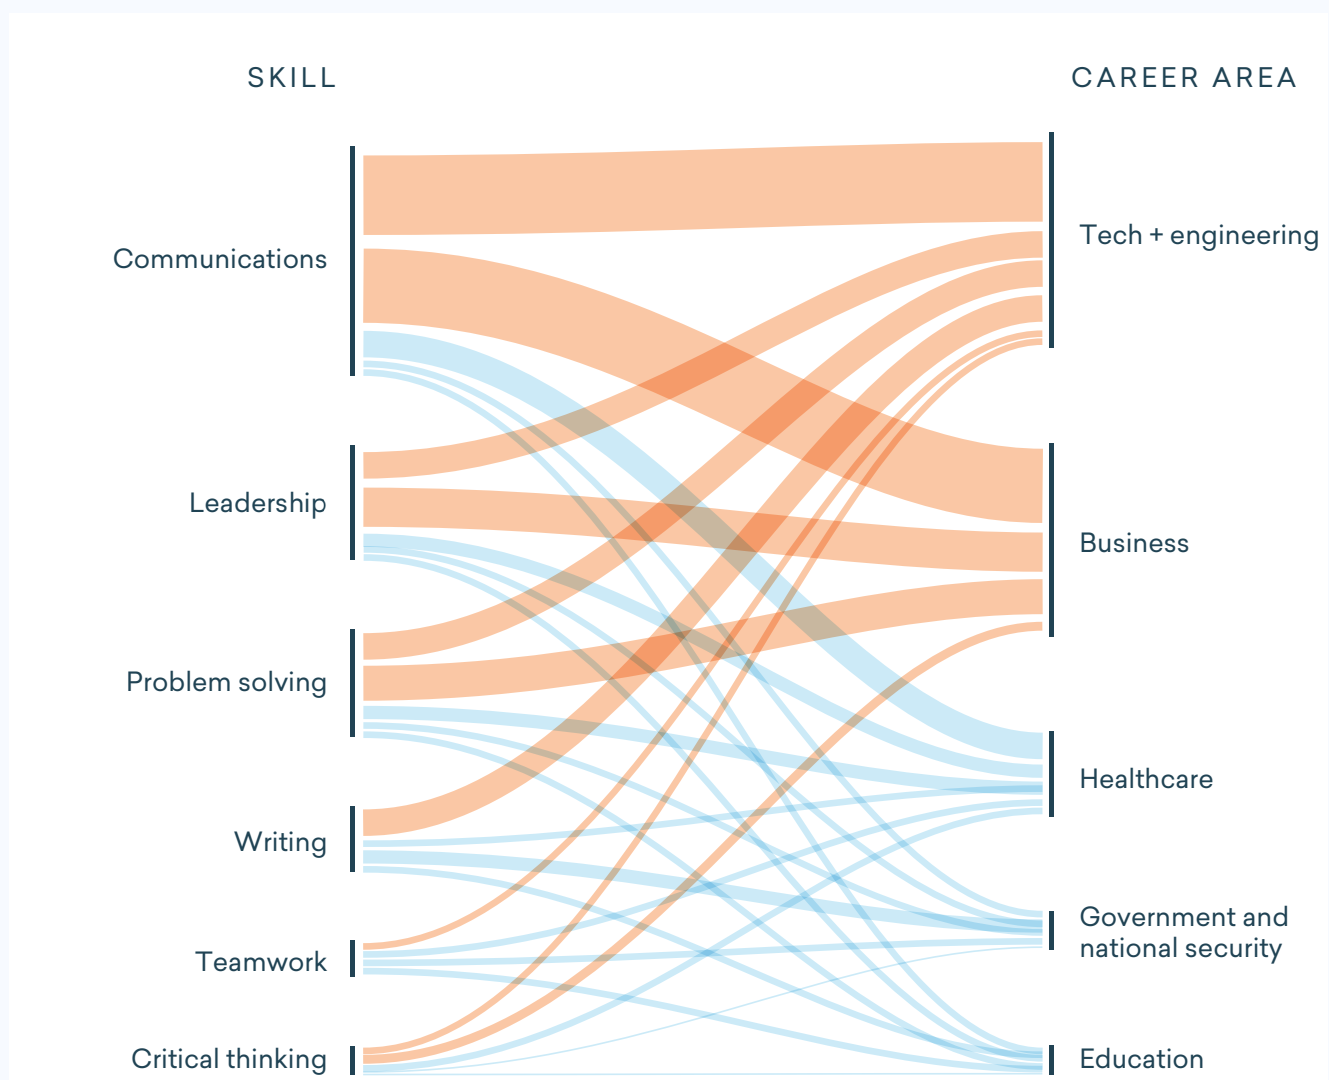 SKILL
CAREER AREA
Communications
Leadership
Problem solving
Writing
Teamwork
Critical thinking
Tech + engineering
Business
Healthcare
Government and
national security
Education